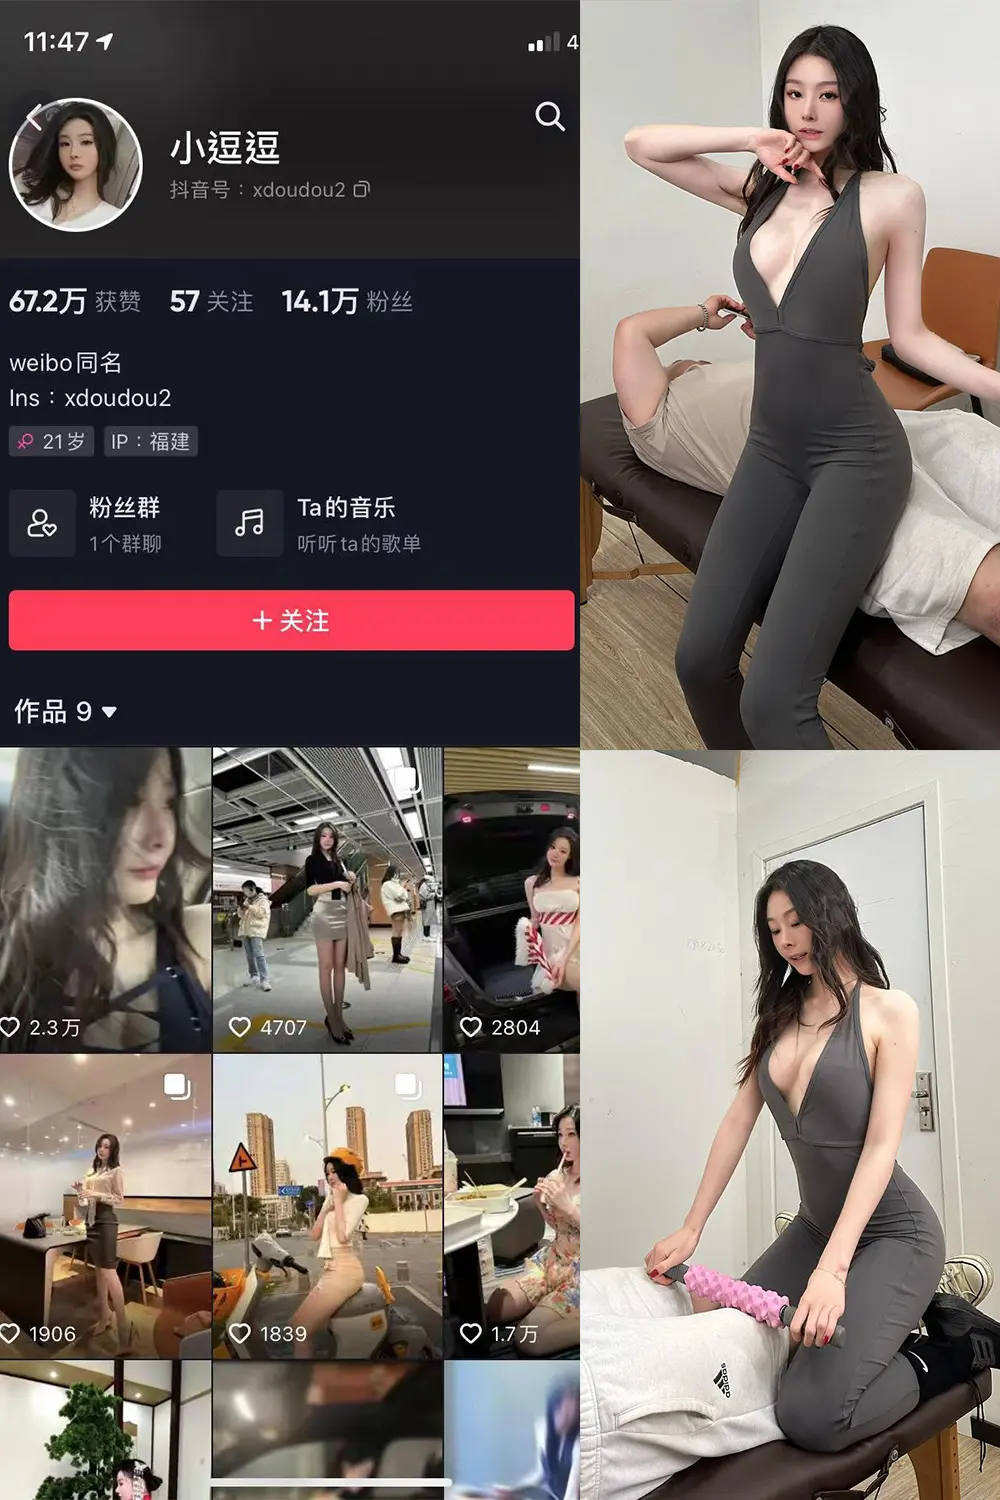 11:47
4
小逗逗
抖音号：xdoudou2
67.2万 获赞 57 关注 14.1万 粉丝
weibo同名
Ins：xdoudou2
21岁 IP：福建
粉丝群
1个群聊
Ta的音乐
听听ta的歌单
+ 关注
作品 9
2.3万
4707
2804
1906
1839
1.7万
adidas